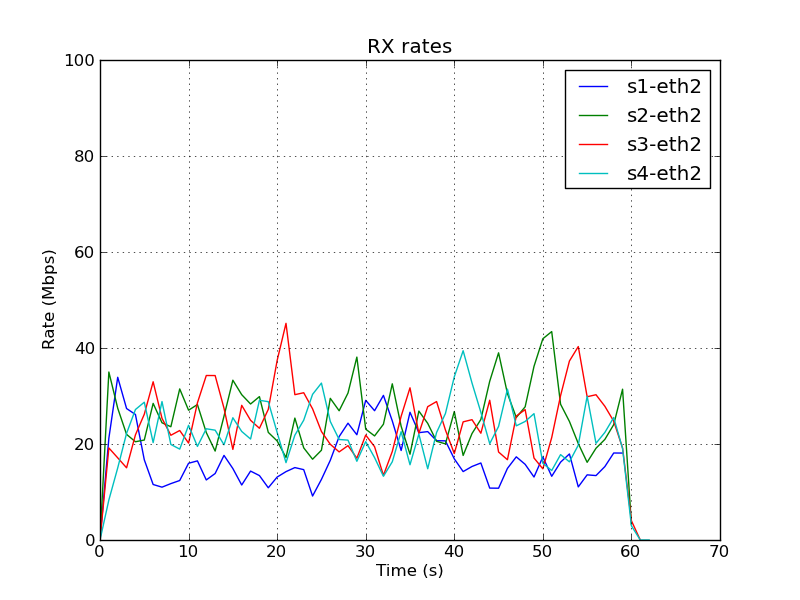 RX rates
100
80
60
40
20
0
Rate (Mbps)
s1-eth2
s2-eth2
s3-eth2
s4-eth2
0 10 20 30 40 50 60 70
Time (s)